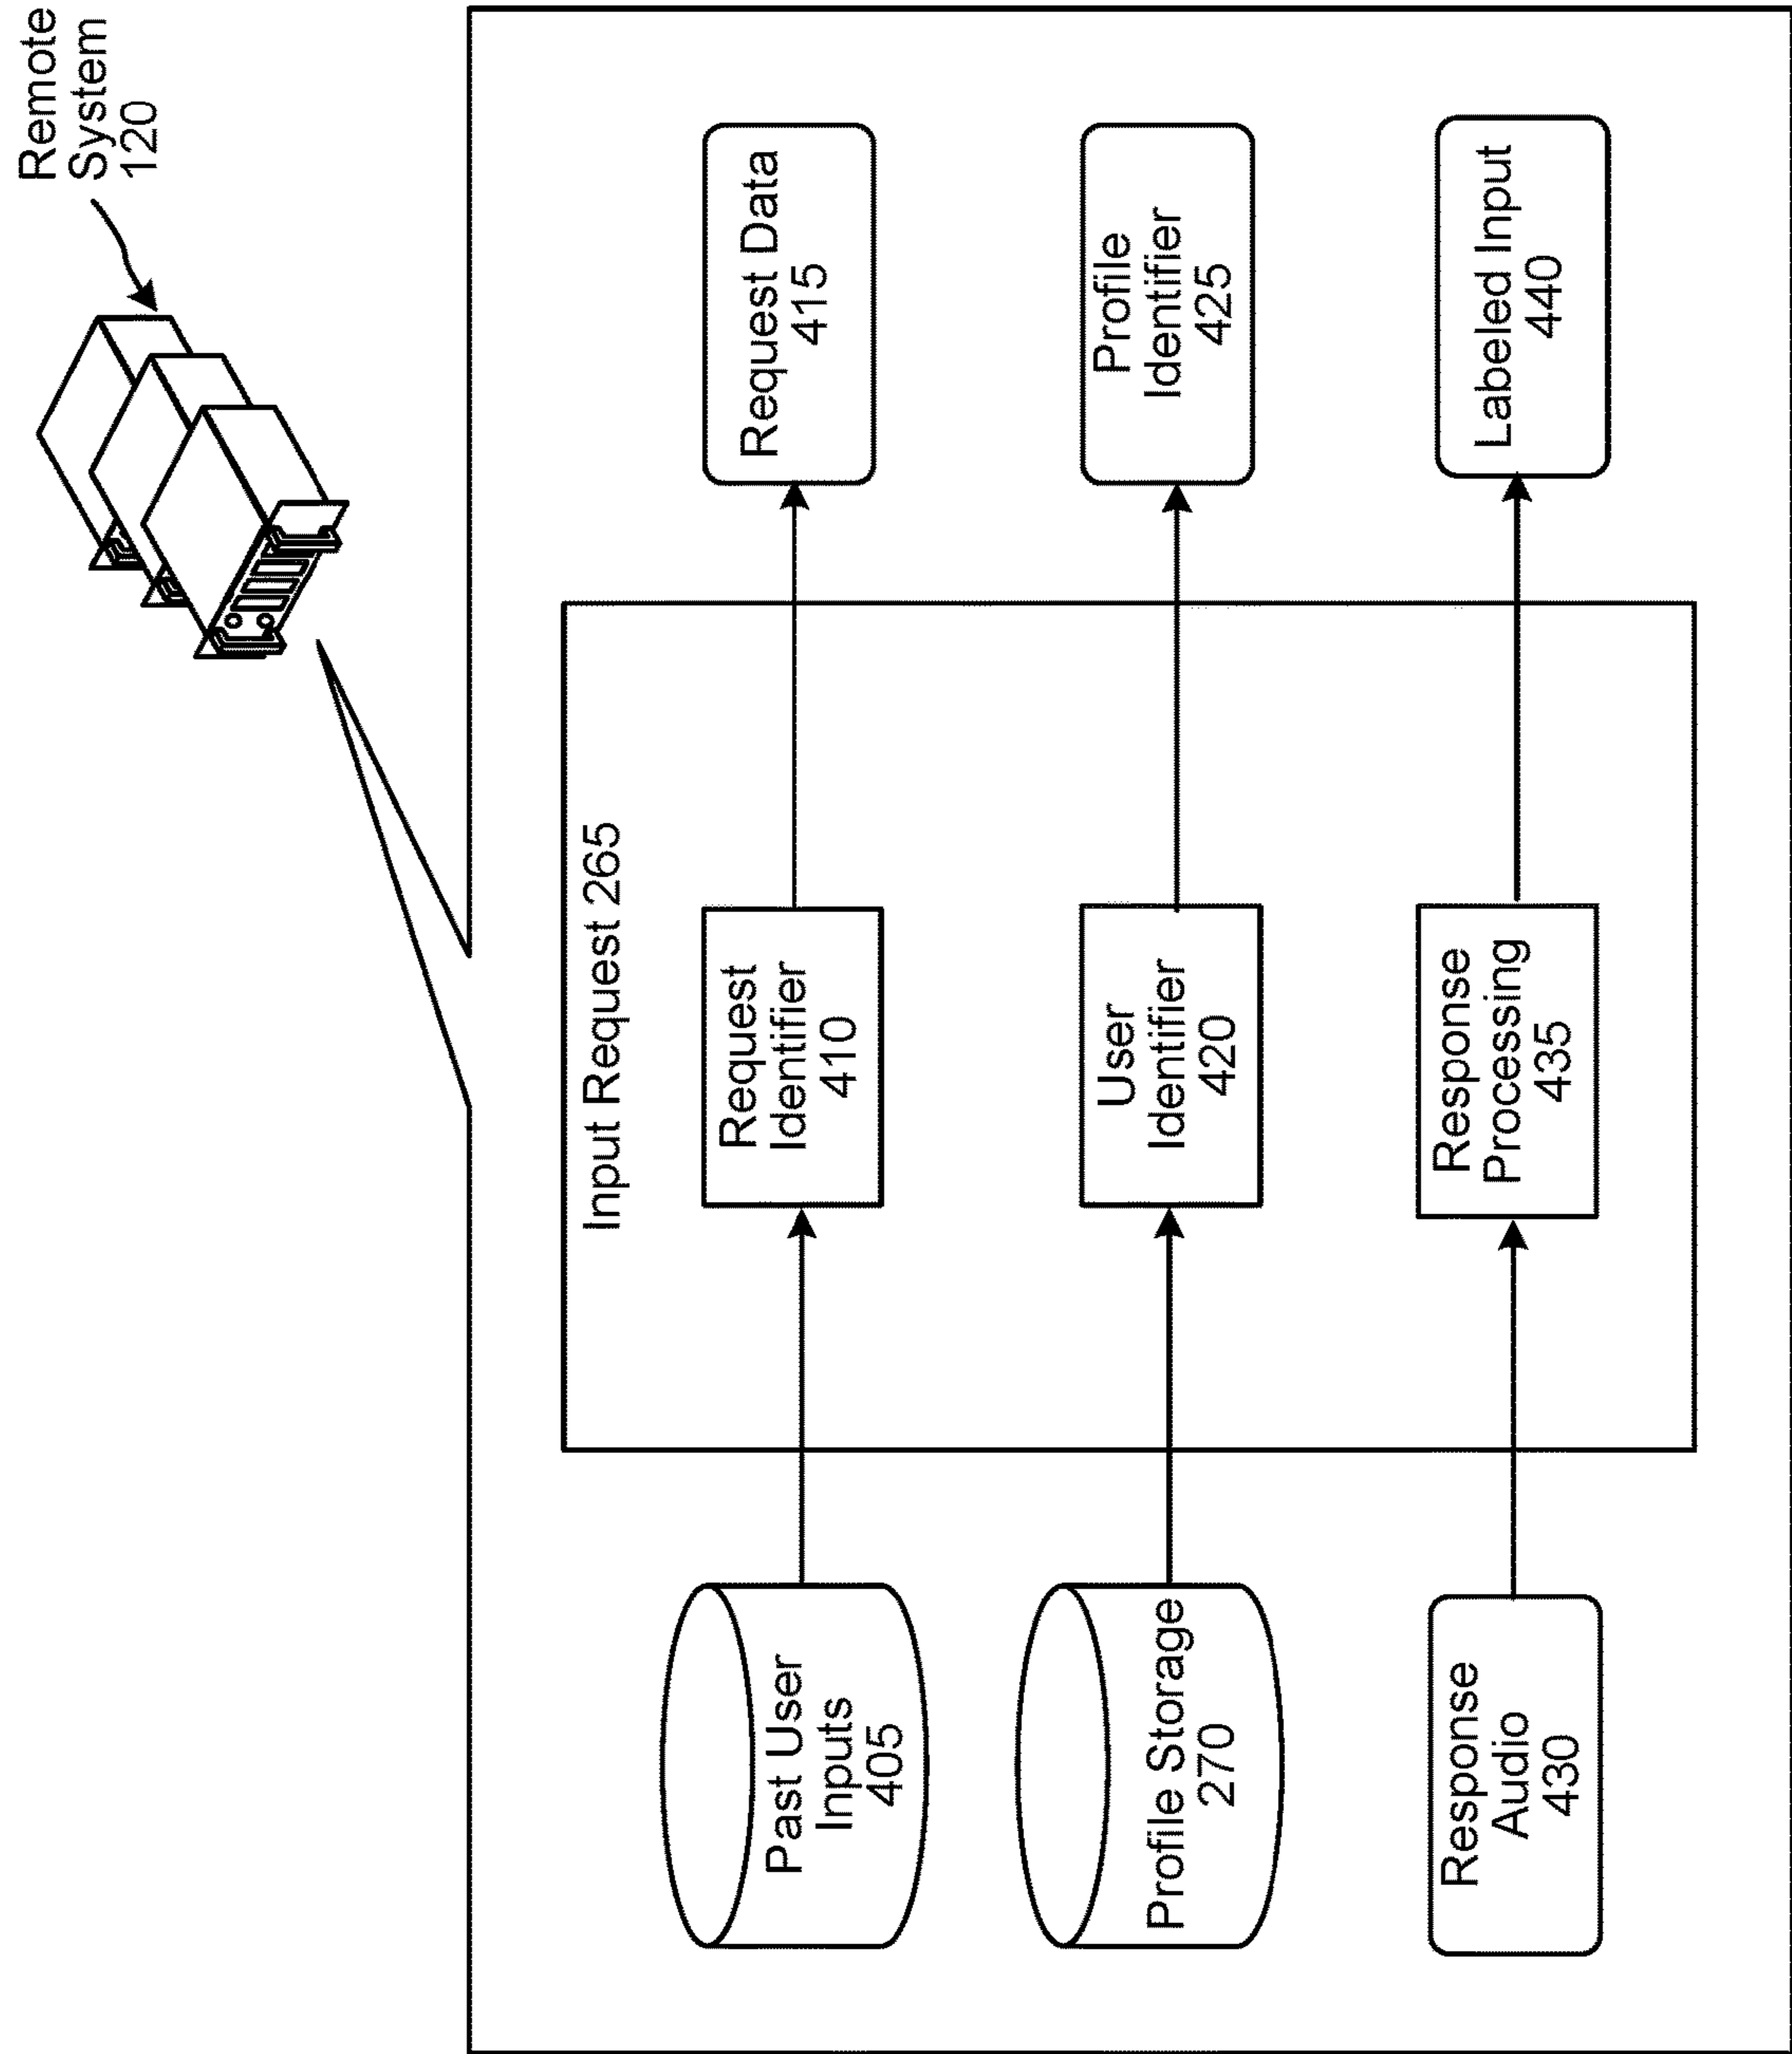 Remote
System
120
Input Request 265
Past User
Inputs
405
Request
Identifier
410
Request Data
415
Profile Storage
270
User
Identifier
420
Profile
Identifier
425
Response
Audio
430
Response
Processing
435
Labeled Input
440